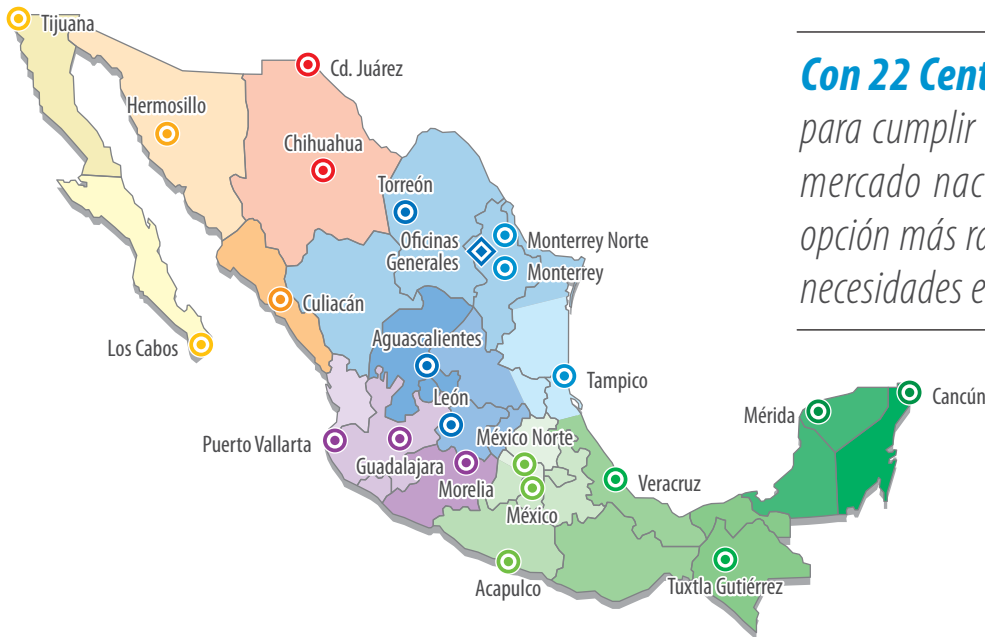 Tijuana
Cd. Juárez
Hermosillo
Chihuahua
Torreón
Oficinas
Generales
Monterrey Norte
Monterrey
Culiacán
Los Cabos
Aguascalientes
Tampico
León
Puerto Vallarta
Guadalajara
México Norte
Morelia
México
Veracruz
Mérida
Cancún
Acapulco
Tuxtla Gutiérrez
Con 22 Cent
para cumplir
mercado nac
opción más ra
necesidades e